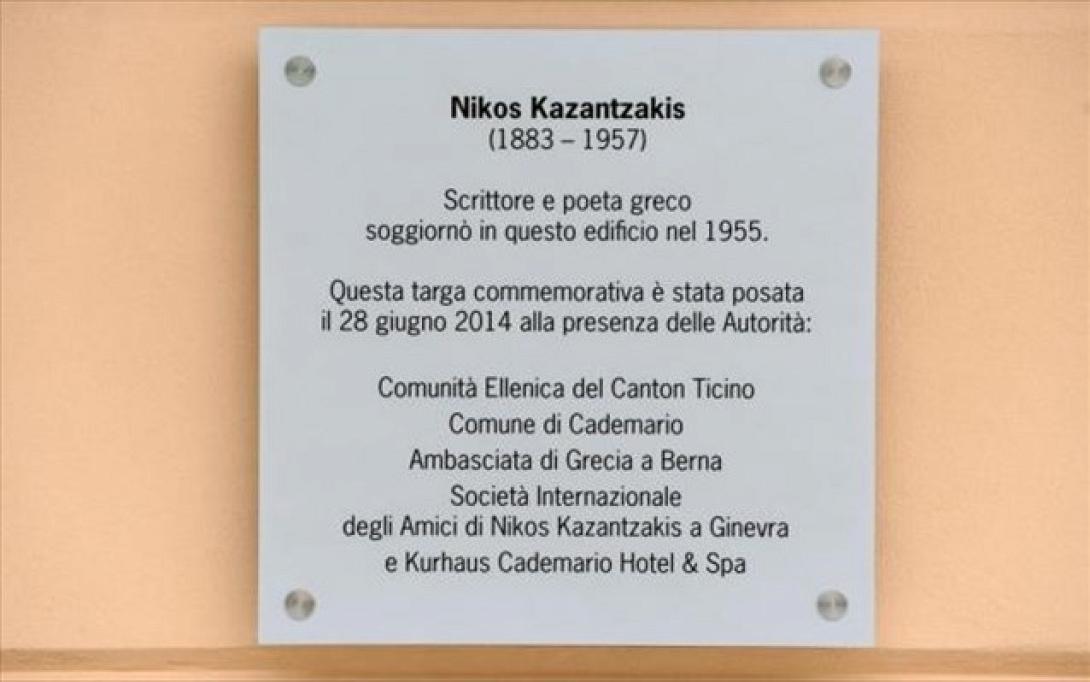 Nikos Kazantzakis
(1883 – 1957)
Scrittore e poeta greco
soggiornò in questo edificio nel 1955.
Questa targa commemorativa è stata posata
il 28 giugno 2014 alla presenza delle Autorità:
Comunità Ellenica del Canton Ticino
Comune di Cademario
Ambasciata di Grecia a Berna
Società Internazionale
degli Amici di Nikos Kazantzakis a Ginevra
e Kurhaus Cademario Hotel & Spa